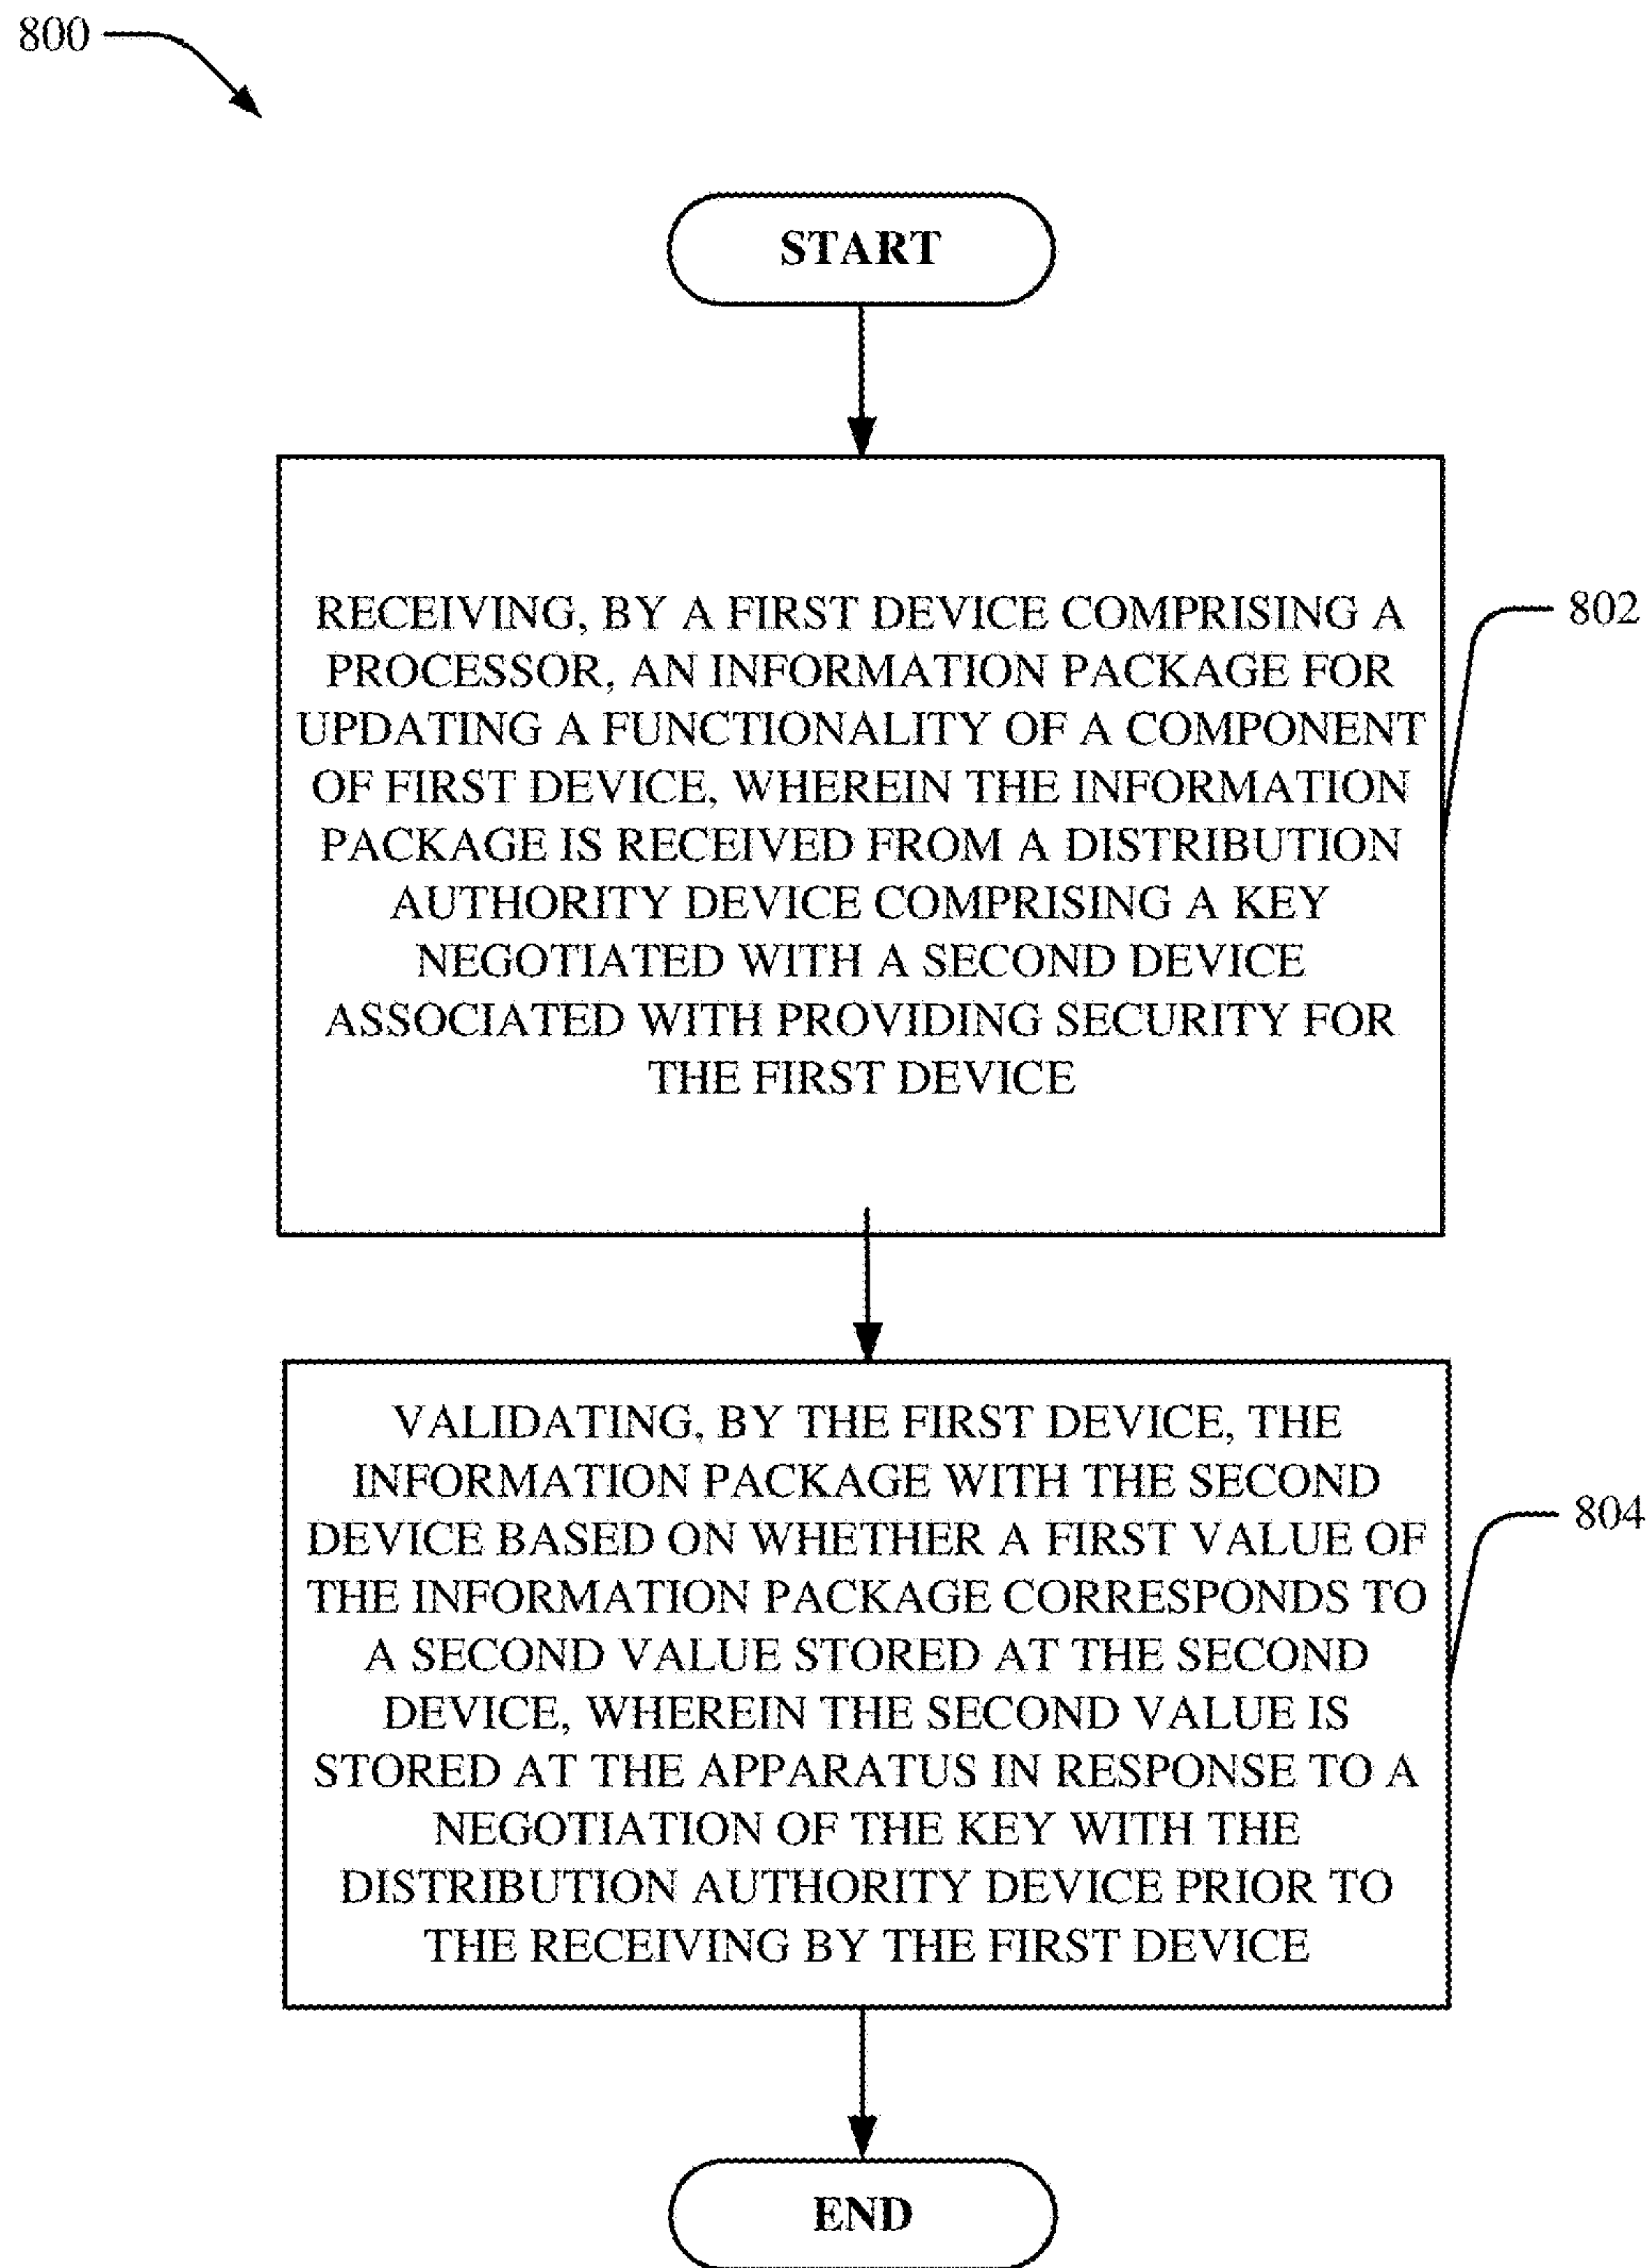 800
START
RECEIVING, BY A FIRST DEVICE COMPRISING A
PROCESSOR, AN INFORMATION PACKAGE FOR
UPDATING A FUNCTIONALITY OF A COMPONENT
OF FIRST DEVICE, WHEREIN THE INFORMATION
PACKAGE IS RECEIVED FROM A DISTRIBUTION
AUTHORITY DEVICE COMPRISING A KEY
NEGOTIATED WITH A SECOND DEVICE
ASSOCIATED WITH PROVIDING SECURITY FOR
THE FIRST DEVICE
802
VALIDATING, BY THE FIRST DEVICE, THE
INFORMATION PACKAGE WITH THE SECOND
DEVICE BASED ON WHETHER A FIRST VALUE OF
THE INFORMATION PACKAGE CORRESPONDS TO
A SECOND VALUE STORED AT THE SECOND
DEVICE, WHEREIN THE SECOND VALUE IS
STORED AT THE APPARATUS IN RESPONSE TO A
NEGOTIATION OF THE KEY WITH THE
DISTRIBUTION AUTHORITY DEVICE PRIOR TO
THE RECEIVING BY THE FIRST DEVICE
804
END